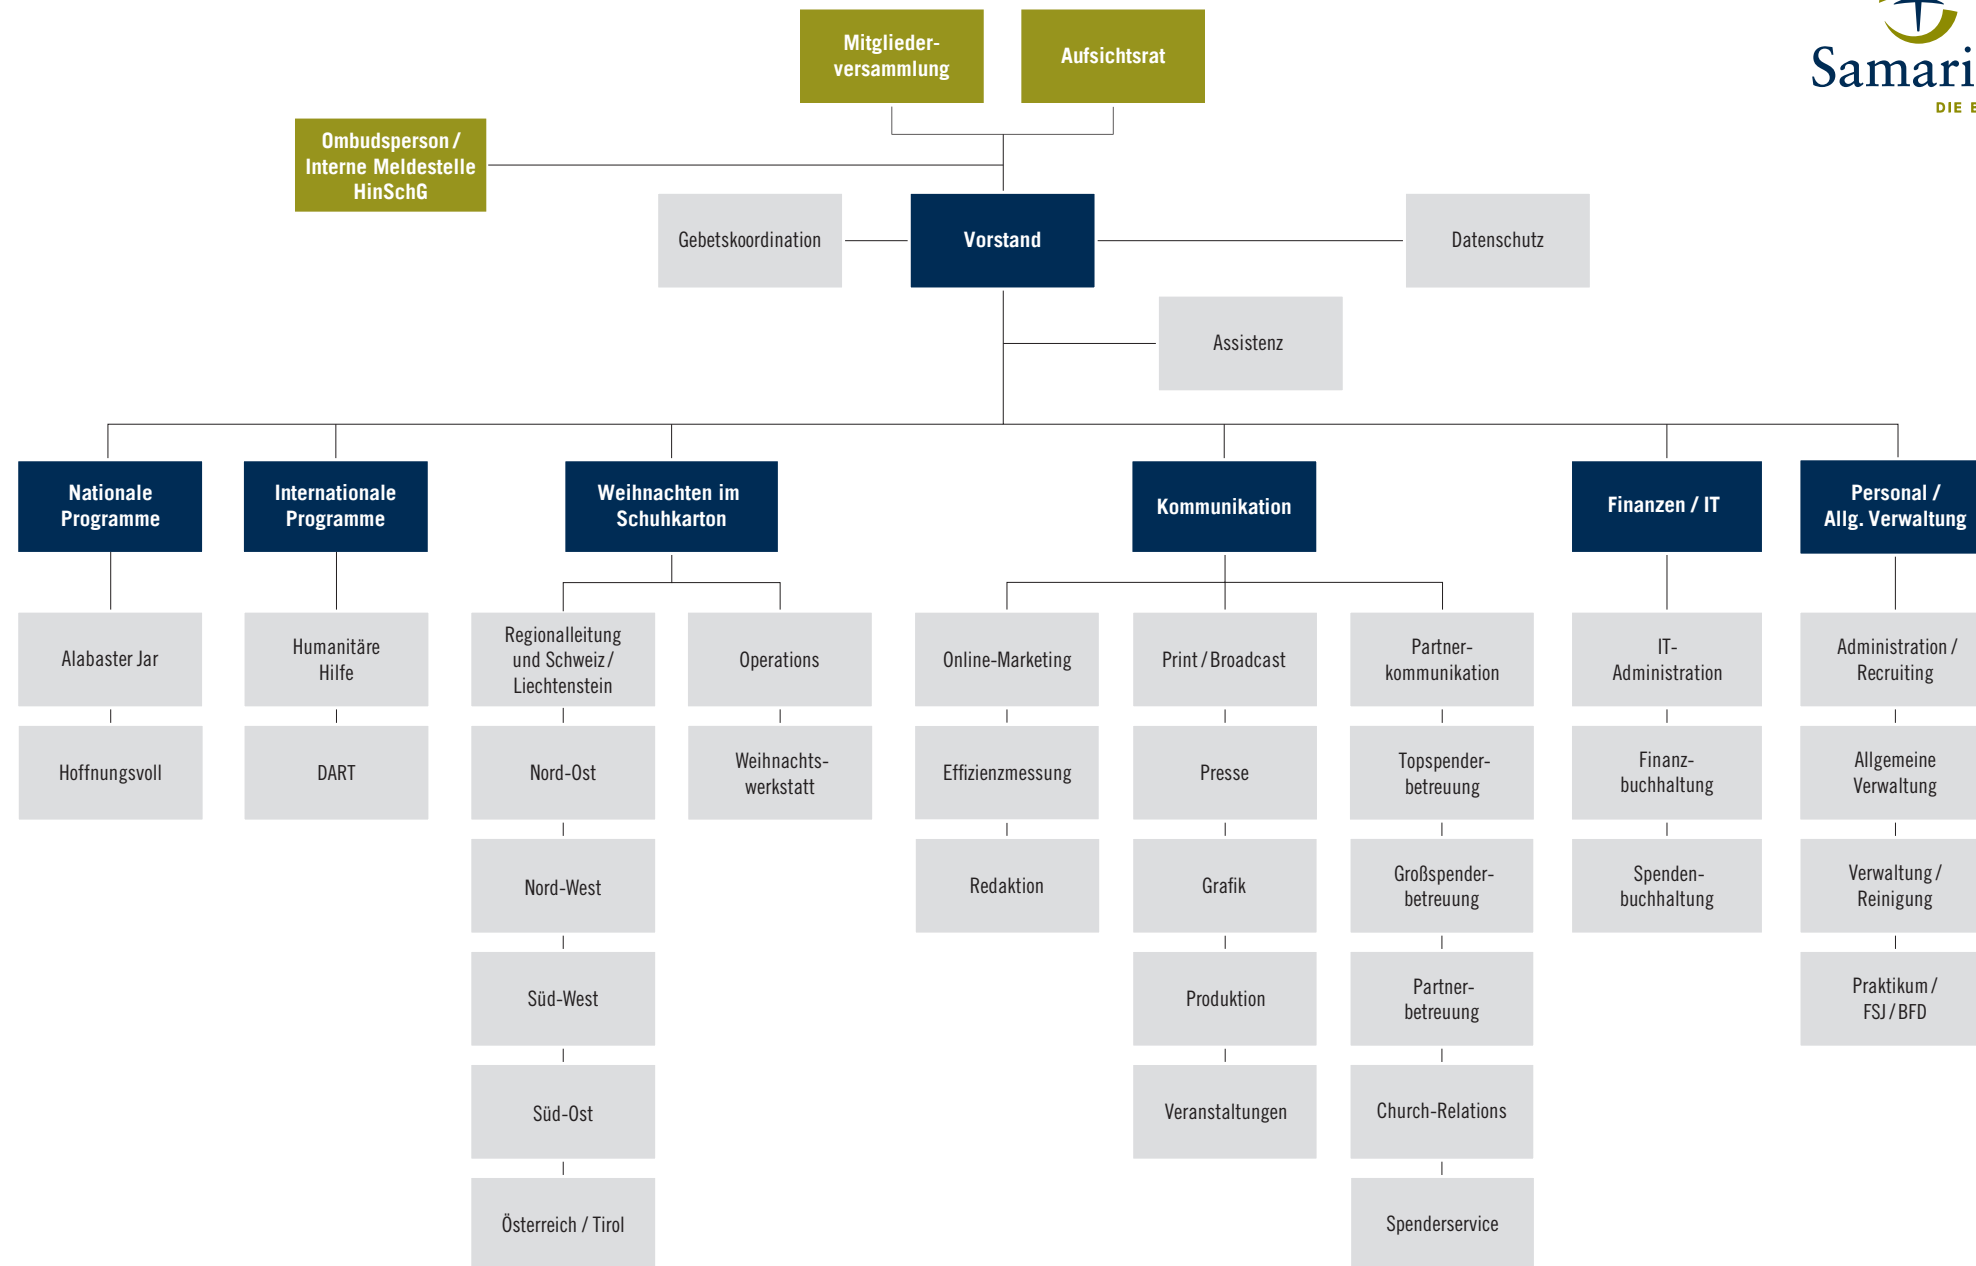 Mitglieder-
versammlung
Aufsichtsrat
Samari
DIE
Ombudsperson /
Interne Meldestelle
HinSchG
Gebetskoordination
Vorstand
Datenschutz
Assistenz
Nationale
Programme
Internationale
Programme
Weihnachten im
Schuhkarton
Kommunikation
Finanzen / IT
Personal /
Allg. Verwaltung
Alabaster Jar
Humanitäre
Hilfe
Regionalleitung
und Schweiz /
Liechtenstein
Operations
Online-Marketing
Print / Broadcast
Partner-
kommunikation
IT-
Administration
Administration /
Recruiting
Hoffnungsvoll
DART
Nord-Ost
Weihnachts-
werkstatt
Effizienzmessung
Presse
Topspender-
betreuung
Finanz-
buchhaltung
Allgemeine
Verwaltung
Nord-West
Redaktion
Grafik
Großspender-
betreuung
Spenden-
buchhaltung
Verwaltung /
Reinigung
Süd-West
Produktion
Partner-
betreuung
Praktikum /
FSJ / BFD
Süd-Ost
Veranstaltungen
Church-Relations
Österreich / Tirol
Spenderservice